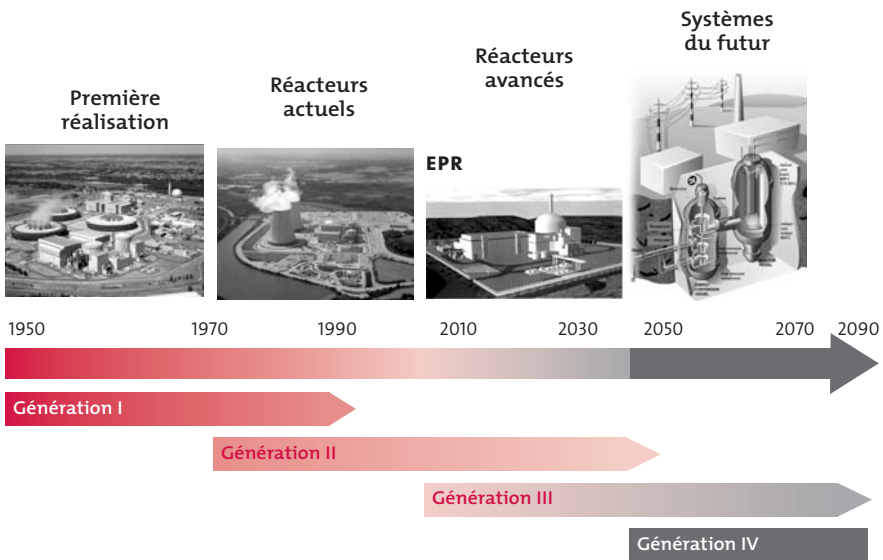 Première
réalisation
Réacteurs
actuels
Réacteurs
avancés
Systèmes
du futur
EPR
1950 1970 1990 2010 2030 2050 2070 2090
Génération I
Génération II
Génération III
Génération IV